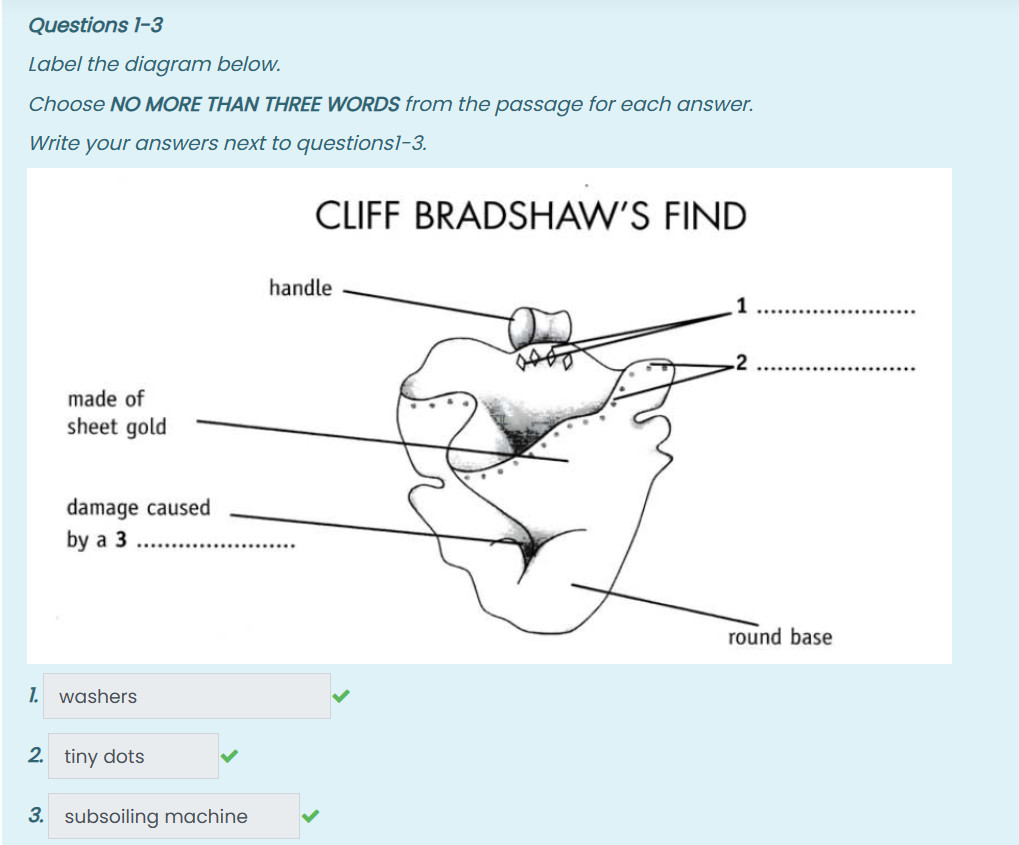 Questions 1-3
Label the diagram below.
Choose NO MORE THAN THREE WORDS from the passage for each answer.
Write your answers next to questions1-3.
CLIFF BRADSHAW'S FIND
handle
1 ........................
2 ........................
made of
sheet gold
damage caused
by a 3 ........................
round base
1. washers
2. tiny dots
3. subsoiling machine